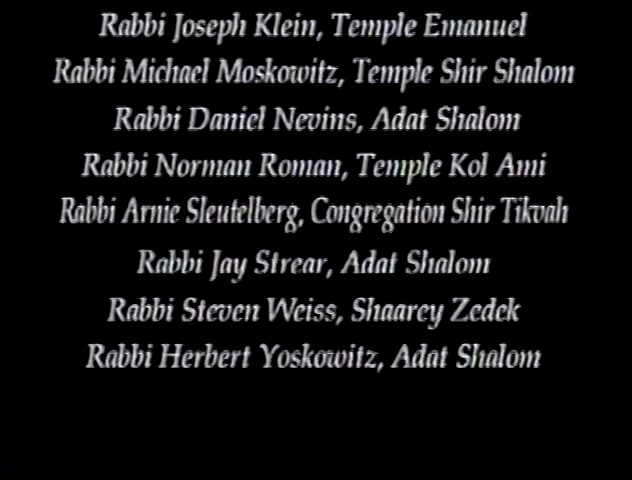 Rabbi Joseph Klein, Temple Emanuel
Rabbi Michael Moskowitz, Temple Shir Shalom
Rabbi Daniel Nevins, Adat Shalom
Rabbi Norman Roman, Temple Kol Ami
Rabbi Arnie Sleutelberg, Congregation Shir Tikvah
Rabbi Jay Strear, Adat Shalom
Rabbi Steven Weiss, Shaarey Zedek
Rabbi Herbert Yoskowitz, Adat Shalom